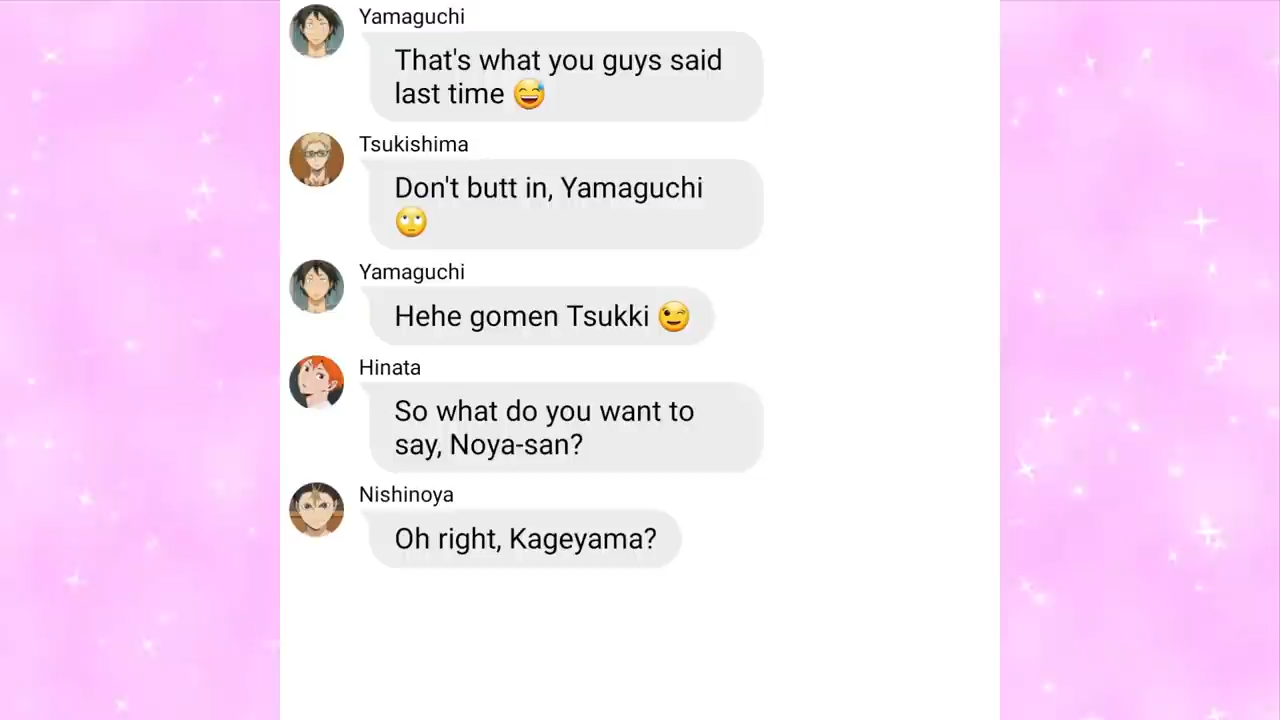 Yamaguchi
That's what you guys said
last time 😅
Tsukishima
Don't butt in, Yamaguchi
🙄
Yamaguchi
Hehe gomen Tsukki 😉
Hinata
So what do you want to
say, Noya-san?
Nishinoya
Oh right, Kageyama?